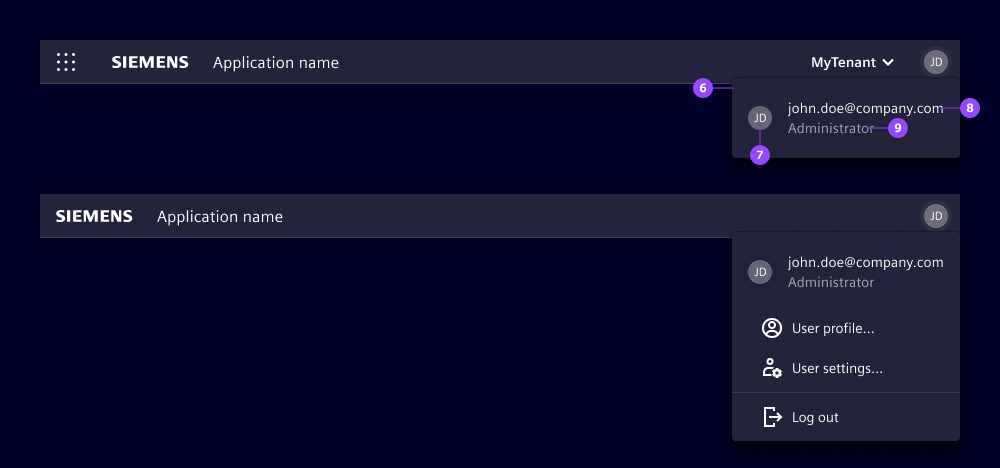 SIEMENS Application name MyTenant JD
6
JD john.doe@company.com 8
Administrator 9
7
SIEMENS Application name JD
JD john.doe@company.com
Administrator
User profile...
User settings...
Log out